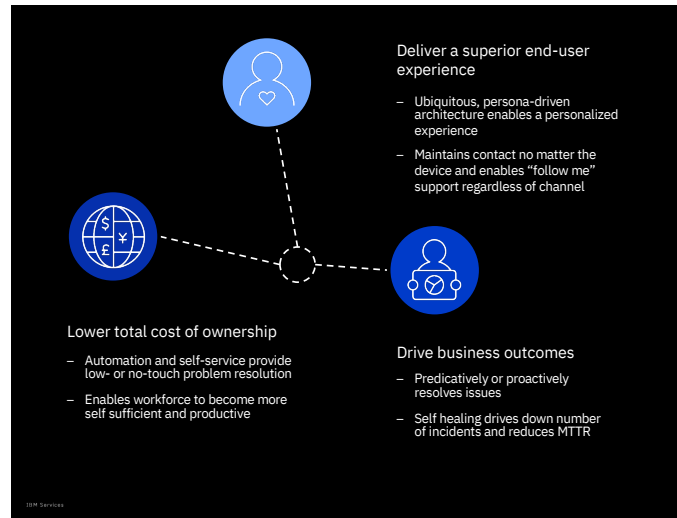 Deliver a superior end-user
experience
– Ubiquitous, persona-driven
architecture enables a personalized
experience
– Maintains contact no matter the
device and enables “follow me”
support regardless of channel
$
¥
£
Lower total cost of ownership
– Automation and self-service provide
low- or no-touch problem resolution
– Enables workforce to become more
self sufficient and productive
Drive business outcomes
– Predicatively or proactively
resolves issues
– Self healing drives down number
of incidents and reduces MTTR
IBM Services